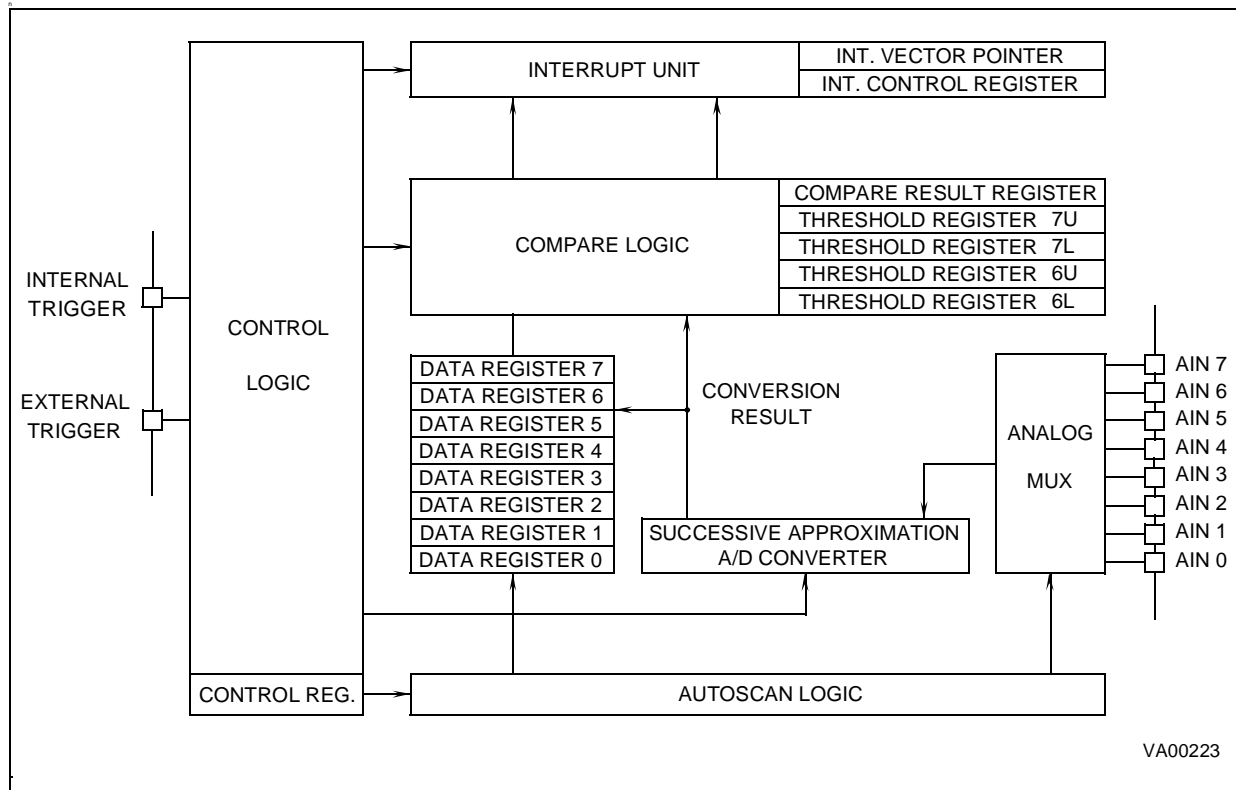 INTERRUPT UNIT
INT. VECTOR POINTER
INT. CONTROL REGISTER
COMPARE LOGIC
COMPARE RESULT REGISTER
THRESHOLD REGISTER 7U
THRESHOLD REGISTER 7L
THRESHOLD REGISTER 6U
THRESHOLD REGISTER 6L
INTERNAL
TRIGGER
EXTERNAL
TRIGGER
CONTROL
LOGIC
CONTROL REG.
DATA REGISTER 7
DATA REGISTER 6
DATA REGISTER 5
DATA REGISTER 4
DATA REGISTER 3
DATA REGISTER 2
DATA REGISTER 1
DATA REGISTER 0
CONVERSION
RESULT
SUCCESSIVE APPROXIMATION
A/D CONVERTER
ANALOG
MUX
AIN 7
AIN 6
AIN 5
AIN 4
AIN 3
AIN 2
AIN 1
AIN 0
AUTOSCAN LOGIC
VA00223